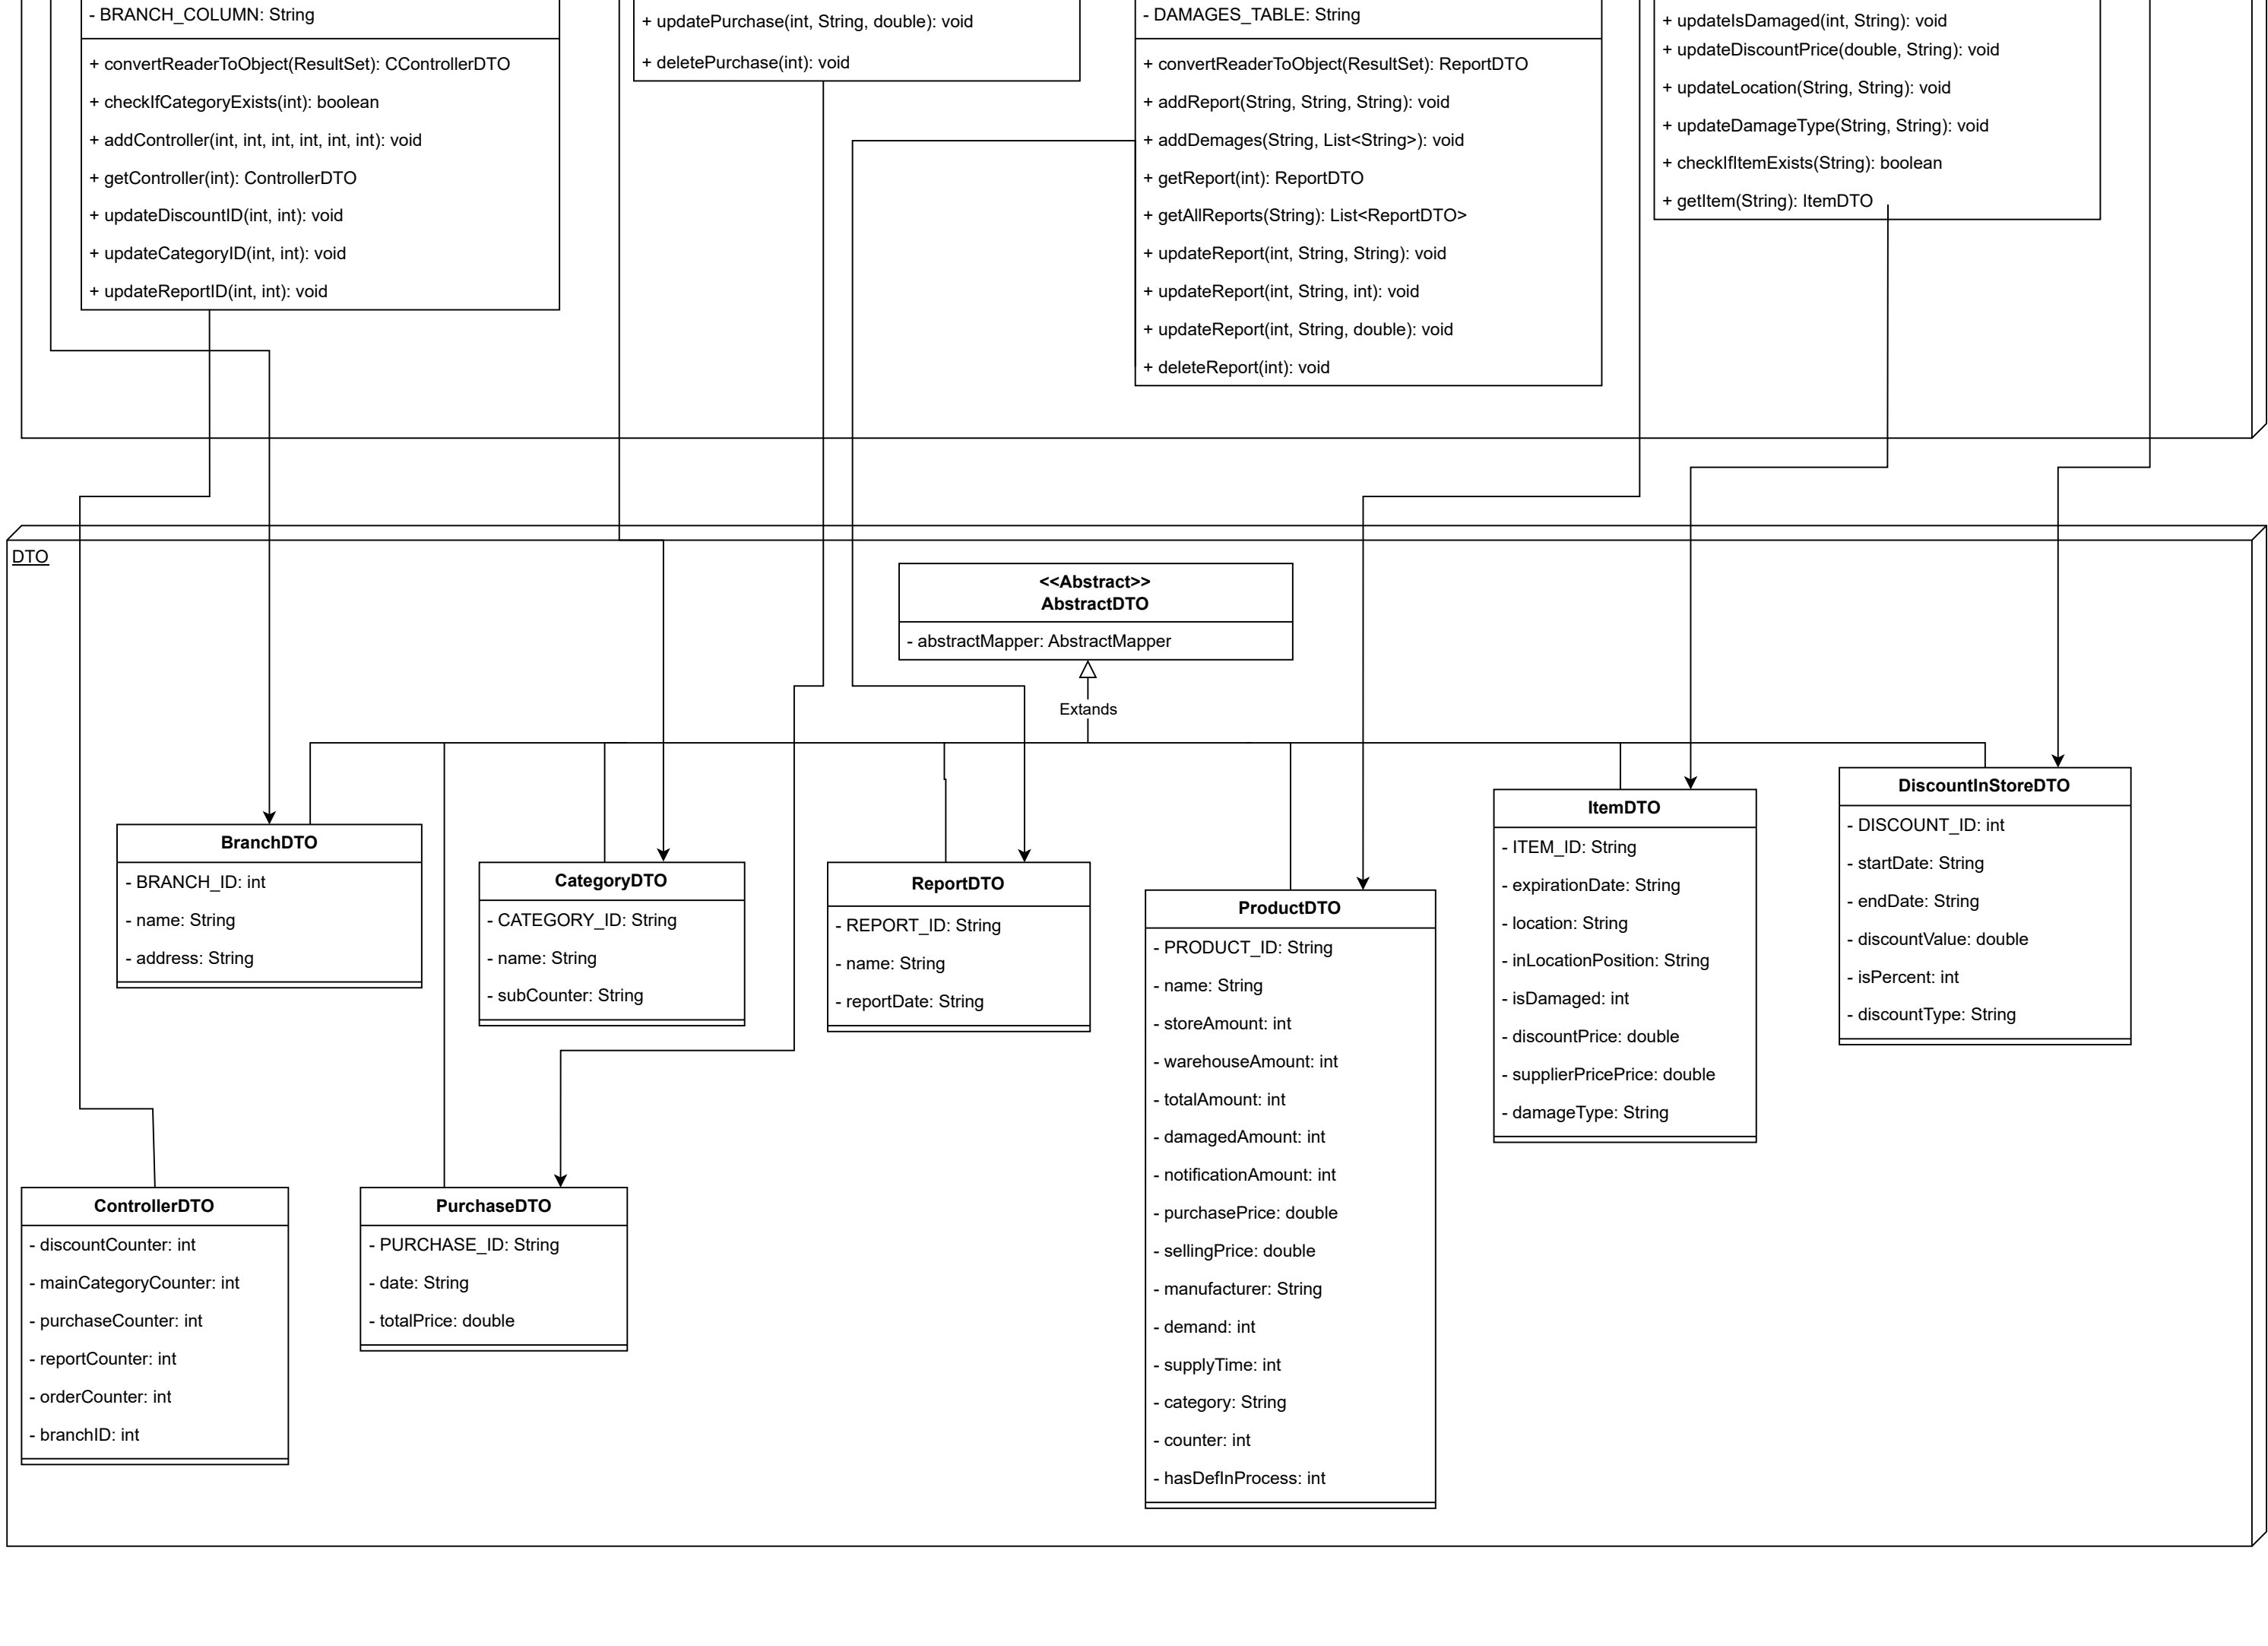 - BRANCH_COLUMN: String
+ convertReaderToObject(ResultSet): CControllerDTO
+ checkIfCategoryExists(int): boolean
+ addController(int, int, int, int, int, int): void
+ getController(int): ControllerDTO
+ updateDiscountID(int, int): void
+ updateCategoryID(int, int): void
+ updateReportID(int, int): void
+ updatePurchase(int, String, double): void
+ deletePurchase(int): void
- DAMAGES_TABLE: String
+ convertReaderToObject(ResultSet): ReportDTO
+ addReport(String, String, String): void
+ addDemages(String, List<String>): void
+ getReport(int): ReportDTO
+ getAllReports(String): List<ReportDTO>
+ updateReport(int, String, String): void
+ updateReport(int, String, int): void
+ updateReport(int, String, double): void
+ deleteReport(int): void
+ updateIsDamaged(int, String): void
+ updateDiscountPrice(double, String): void
+ updateLocation(String, String): void
+ updateDamageType(String, String): void
+ checkIfItemExists(String): boolean
+ getItem(String): ItemDTO
DTO
<<Abstract>>
AbstractDTO
- abstractMapper: AbstractMapper
Extands
BranchDTO
- BRANCH_ID: int
- name: String
- address: String
CategoryDTO
- CATEGORY_ID: String
- name: String
- subCounter: String
ReportDTO
- REPORT_ID: String
- name: String
- reportDate: String
ProductDTO
- PRODUCT_ID: String
- name: String
- storeAmount: int
- warehouseAmount: int
- totalAmount: int
- damagedAmount: int
- notificationAmount: int
- purchasePrice: double
- sellingPrice: double
- manufacturer: String
- demand: int
- supplyTime: int
- category: String
- counter: int
- hasDefInProcess: int
ItemDTO
- ITEM_ID: String
- expirationDate: String
- location: String
- inLocationPosition: String
- isDamaged: int
- discountPrice: double
- supplierPricePrice: double
- damageType: String
DiscountInStoreDTO
- DISCOUNT_ID: int
- startDate: String
- endDate: String
- discountValue: double
- isPercent: int
- discountType: String
ControllerDTO
- discountCounter: int
- mainCategoryCounter: int
- purchaseCounter: int
- reportCounter: int
- orderCounter: int
- branchID: int
PurchaseDTO
- PURCHASE_ID: String
- date: String
- totalPrice: double